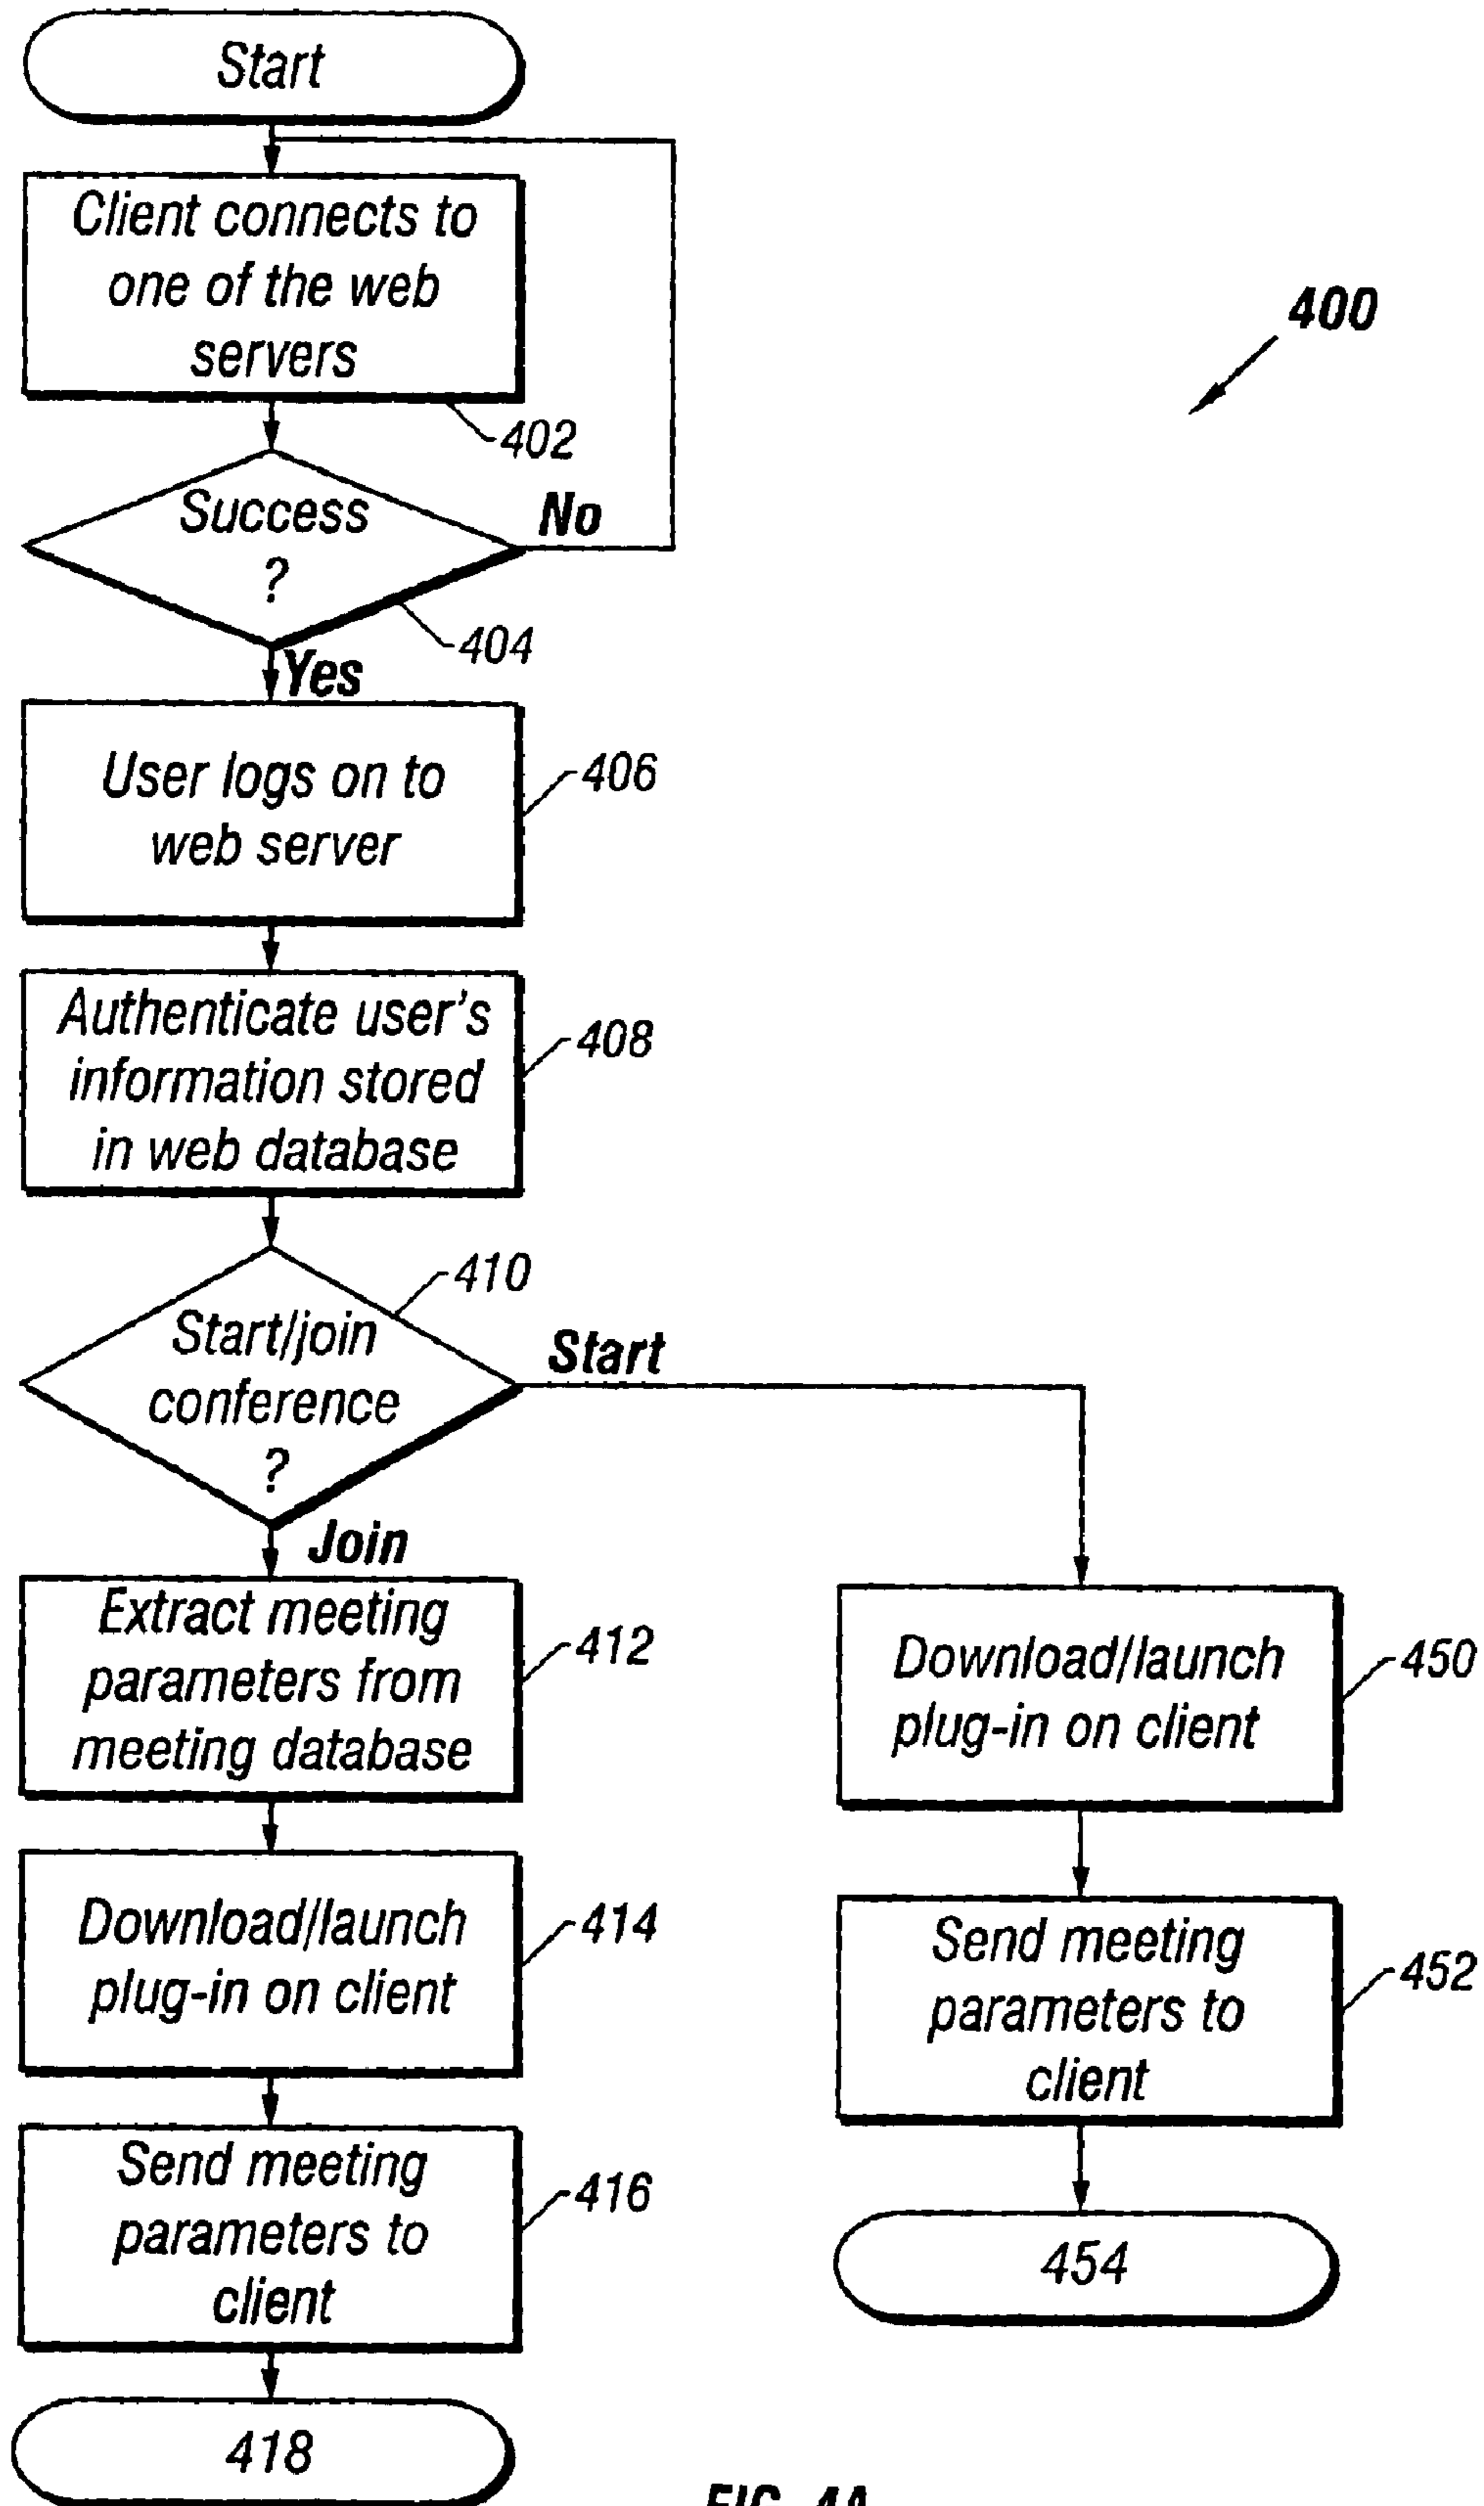 Start
Client connects to
one of the web
servers
400
402
Success
?
No
404
Yes
User logs on to
web server
406
Authenticate user's
information stored
in web database
408
410
Start/join
conference
?
Start
Join
Extract meeting
parameters from
meeting database
412
Download/launch
plug-in on client
450
Download/launch
plug-in on client
414
Send meeting
parameters to
client
452
Send meeting
parameters to
client
416
454
418
FIG. 4A